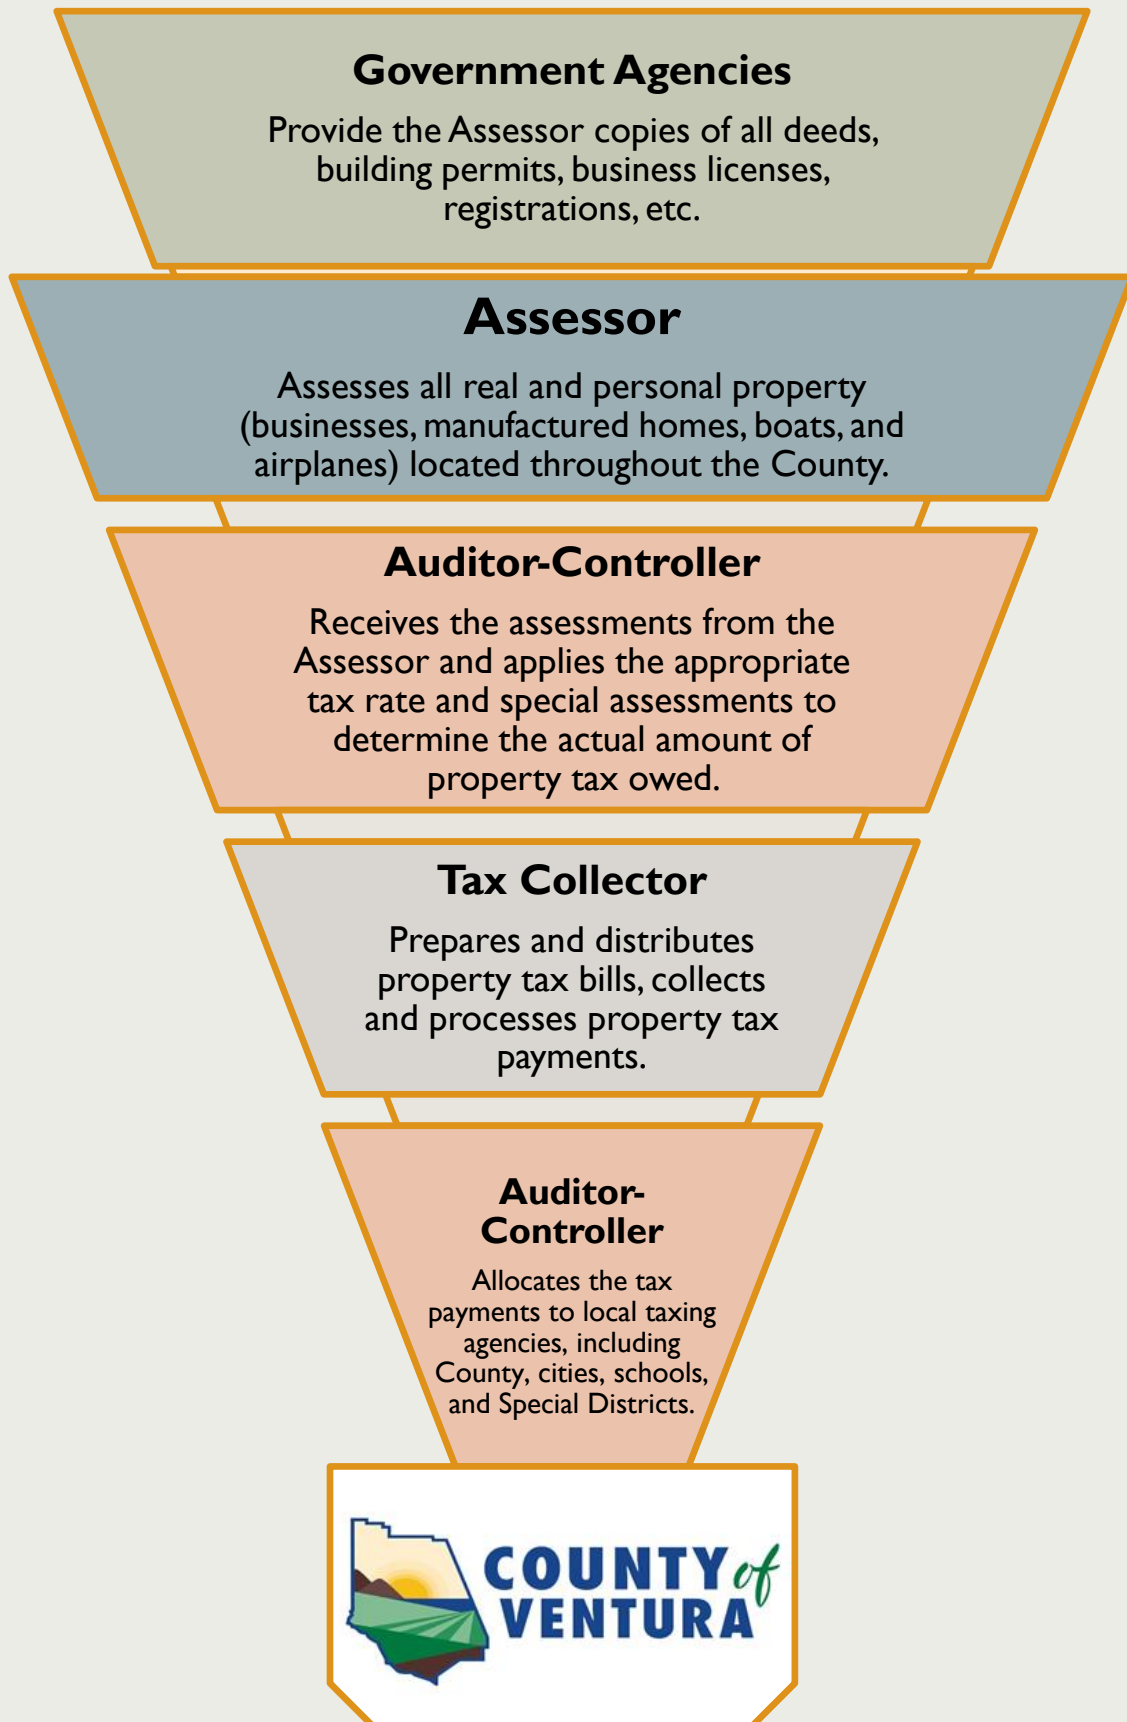 Government Agencies
Provide the Assessor copies of all deeds,
building permits, business licenses,
registrations, etc.
Assessor
Assesses all real and personal property
(businesses, manufactured homes, boats, and
airplanes) located throughout the County.
Auditor-Controller
Receives the assessments from the
Assessor and applies the appropriate
tax rate and special assessments to
determine the actual amount of
property tax owed.
Tax Collector
Prepares and distributes
property tax bills, collects
and processes property tax
payments.
Auditor-
Controller
Allocates the tax
payments to local taxing
agencies, including
County, cities, schools,
and Special Districts.
COUNTY of
VENTURA